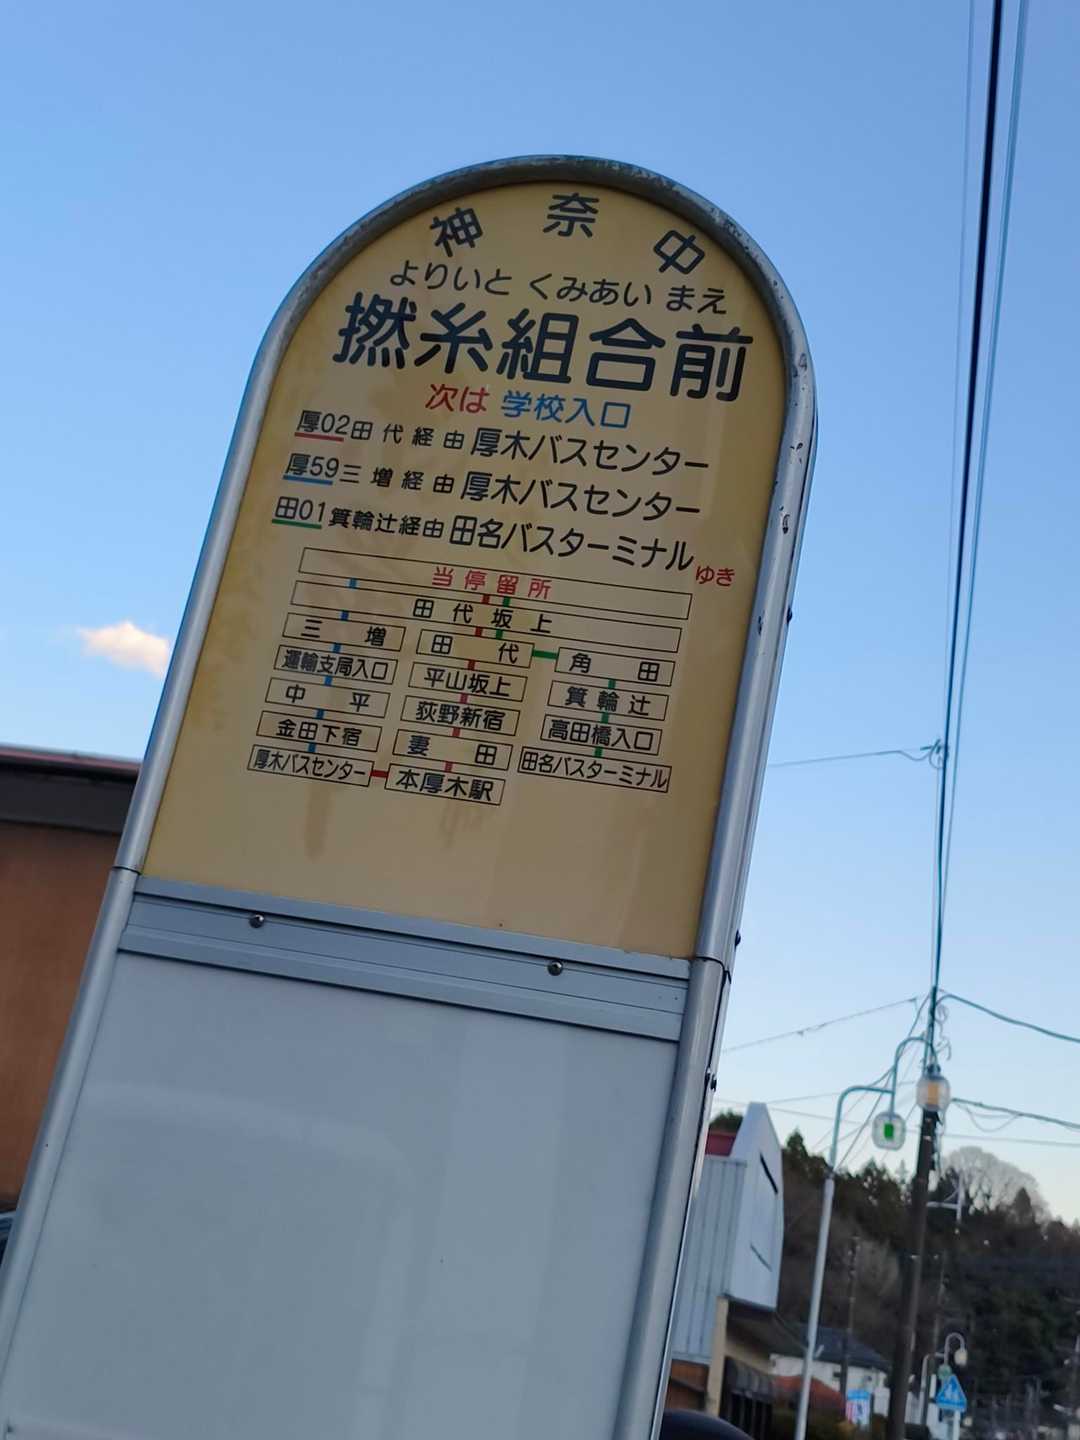 神奈中
よりいと くみあい まえ
撚糸組合前
次は 学校入口
厚02 田代経由 厚木バスセンター
厚59 三増経由 厚木バスセンター
田01 箕輪辻経由 田名バスターミナル ゆき
当停留所
田代坂上
三増 田代 角田
運輸支局入口 平山坂上 箕輪辻
中平 荻野新宿 高田橋入口
金田下宿 妻田 田名バスターミナル
厚木バスセンター 本厚木駅